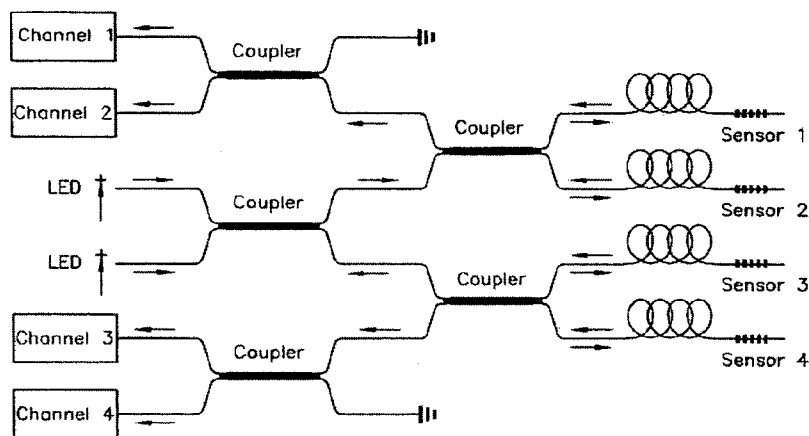 Channel 1
Coupler
Channel 2
Coupler
Sensor 1
LED
Coupler
Sensor 2
LED
Coupler
Sensor 3
Channel 3
Coupler
Sensor 4
Channel 4